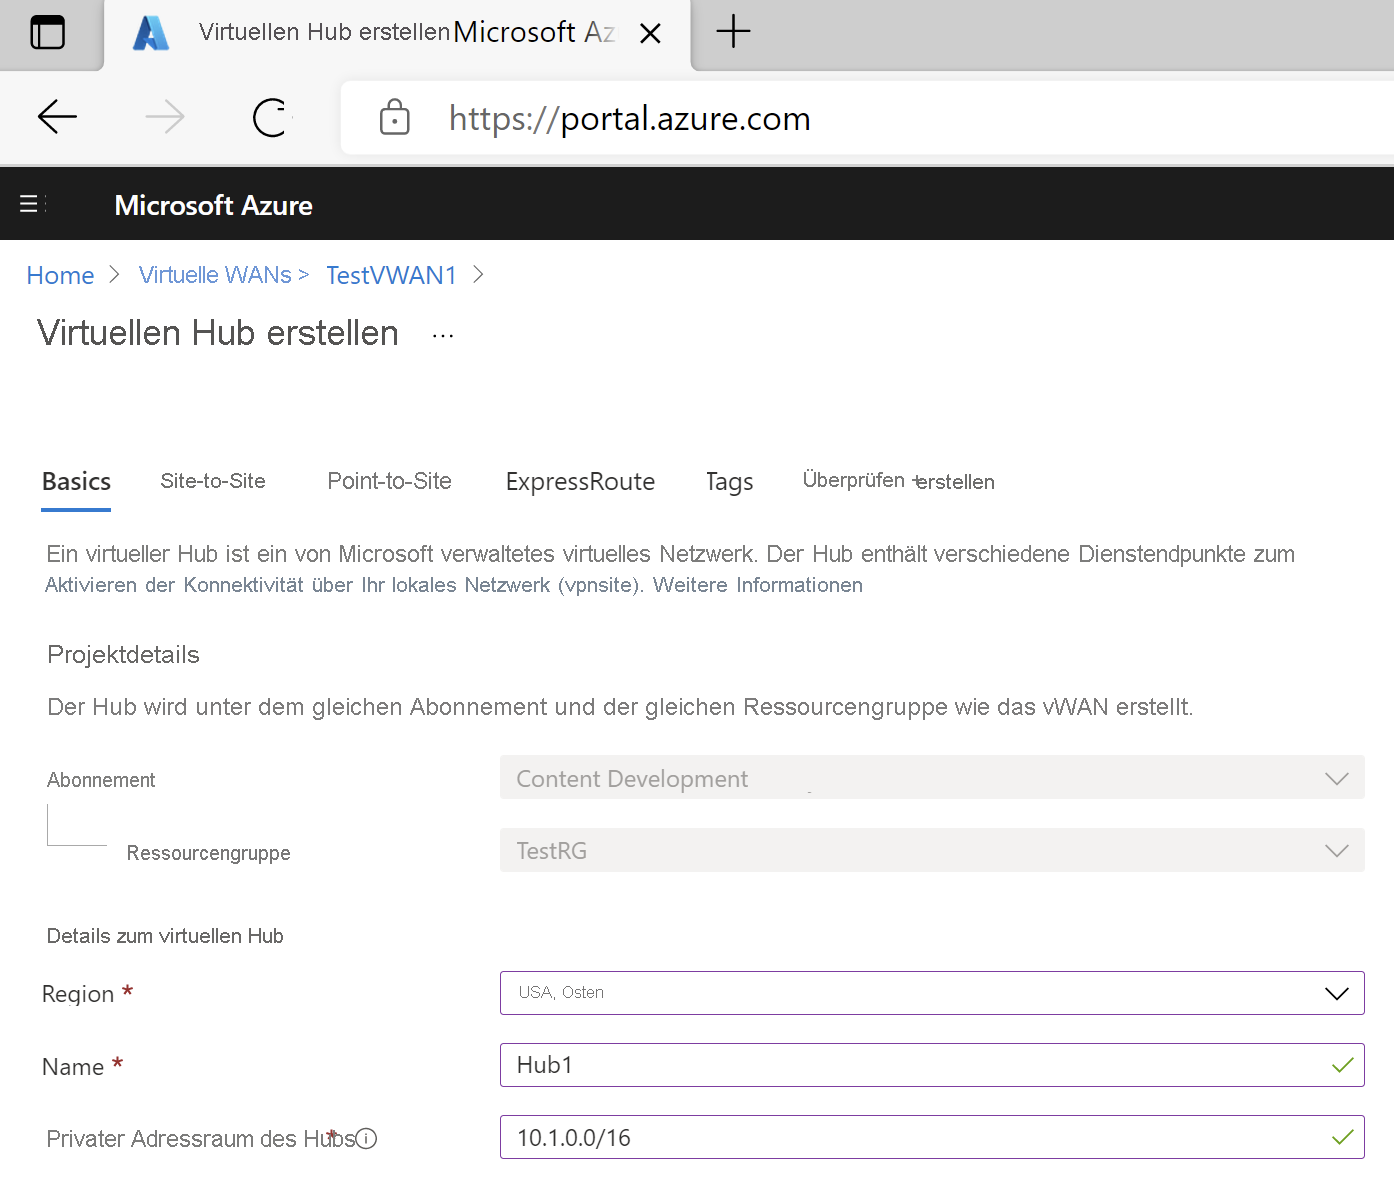 Virtuellen Hub erstellen Microsoft Az
https://portal.azure.com
Microsoft Azure
Home > Virtuelle WANs > TestVWAN1 >
Virtuellen Hub erstellen ...
Basics Site-to-Site Point-to-Site ExpressRoute Tags Überprüfen + erstellen
Ein virtueller Hub ist ein von Microsoft verwaltetes virtuelles Netzwerk. Der Hub enthält verschiedene Dienstendpunkte zum
Aktivieren der Konnektivität über Ihr lokales Netzwerk (vpnsite). Weitere Informationen
Projektdetails
Der Hub wird unter dem gleichen Abonnement und der gleichen Ressourcengruppe wie das vWAN erstellt.
Abonnement Content Development
Ressourcengruppe TestRG
Details zum virtuellen Hub
Region * USA, Osten
Name * Hub1
Privater Adressraum des Hubs * 10.1.0.0/16